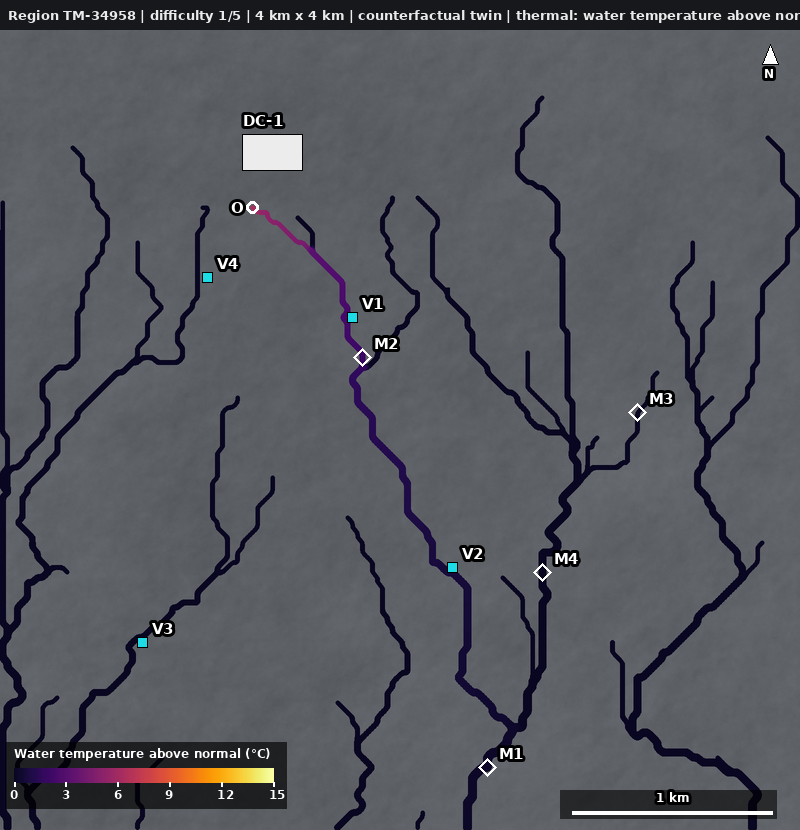 Region TM-34958 | difficulty 1/5 | 4 km x 4 km | counterfactual twin | thermal: water temperature above nor
N
DC-1
O
V4
V1
M2
M3
V2
M4
V3
M1
Water temperature above normal (°C)
0 3 6 9 12 15
1 km